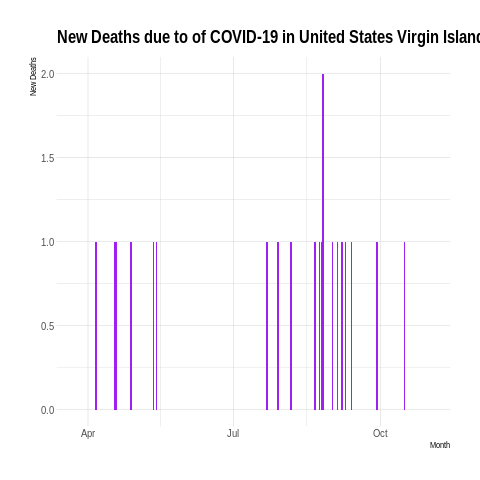 New Deaths due to of COVID-19 in United States Virgin Island
New Deaths
2.0
1.5
1.0
0.5
0.0
Apr
Jul
Oct
Month